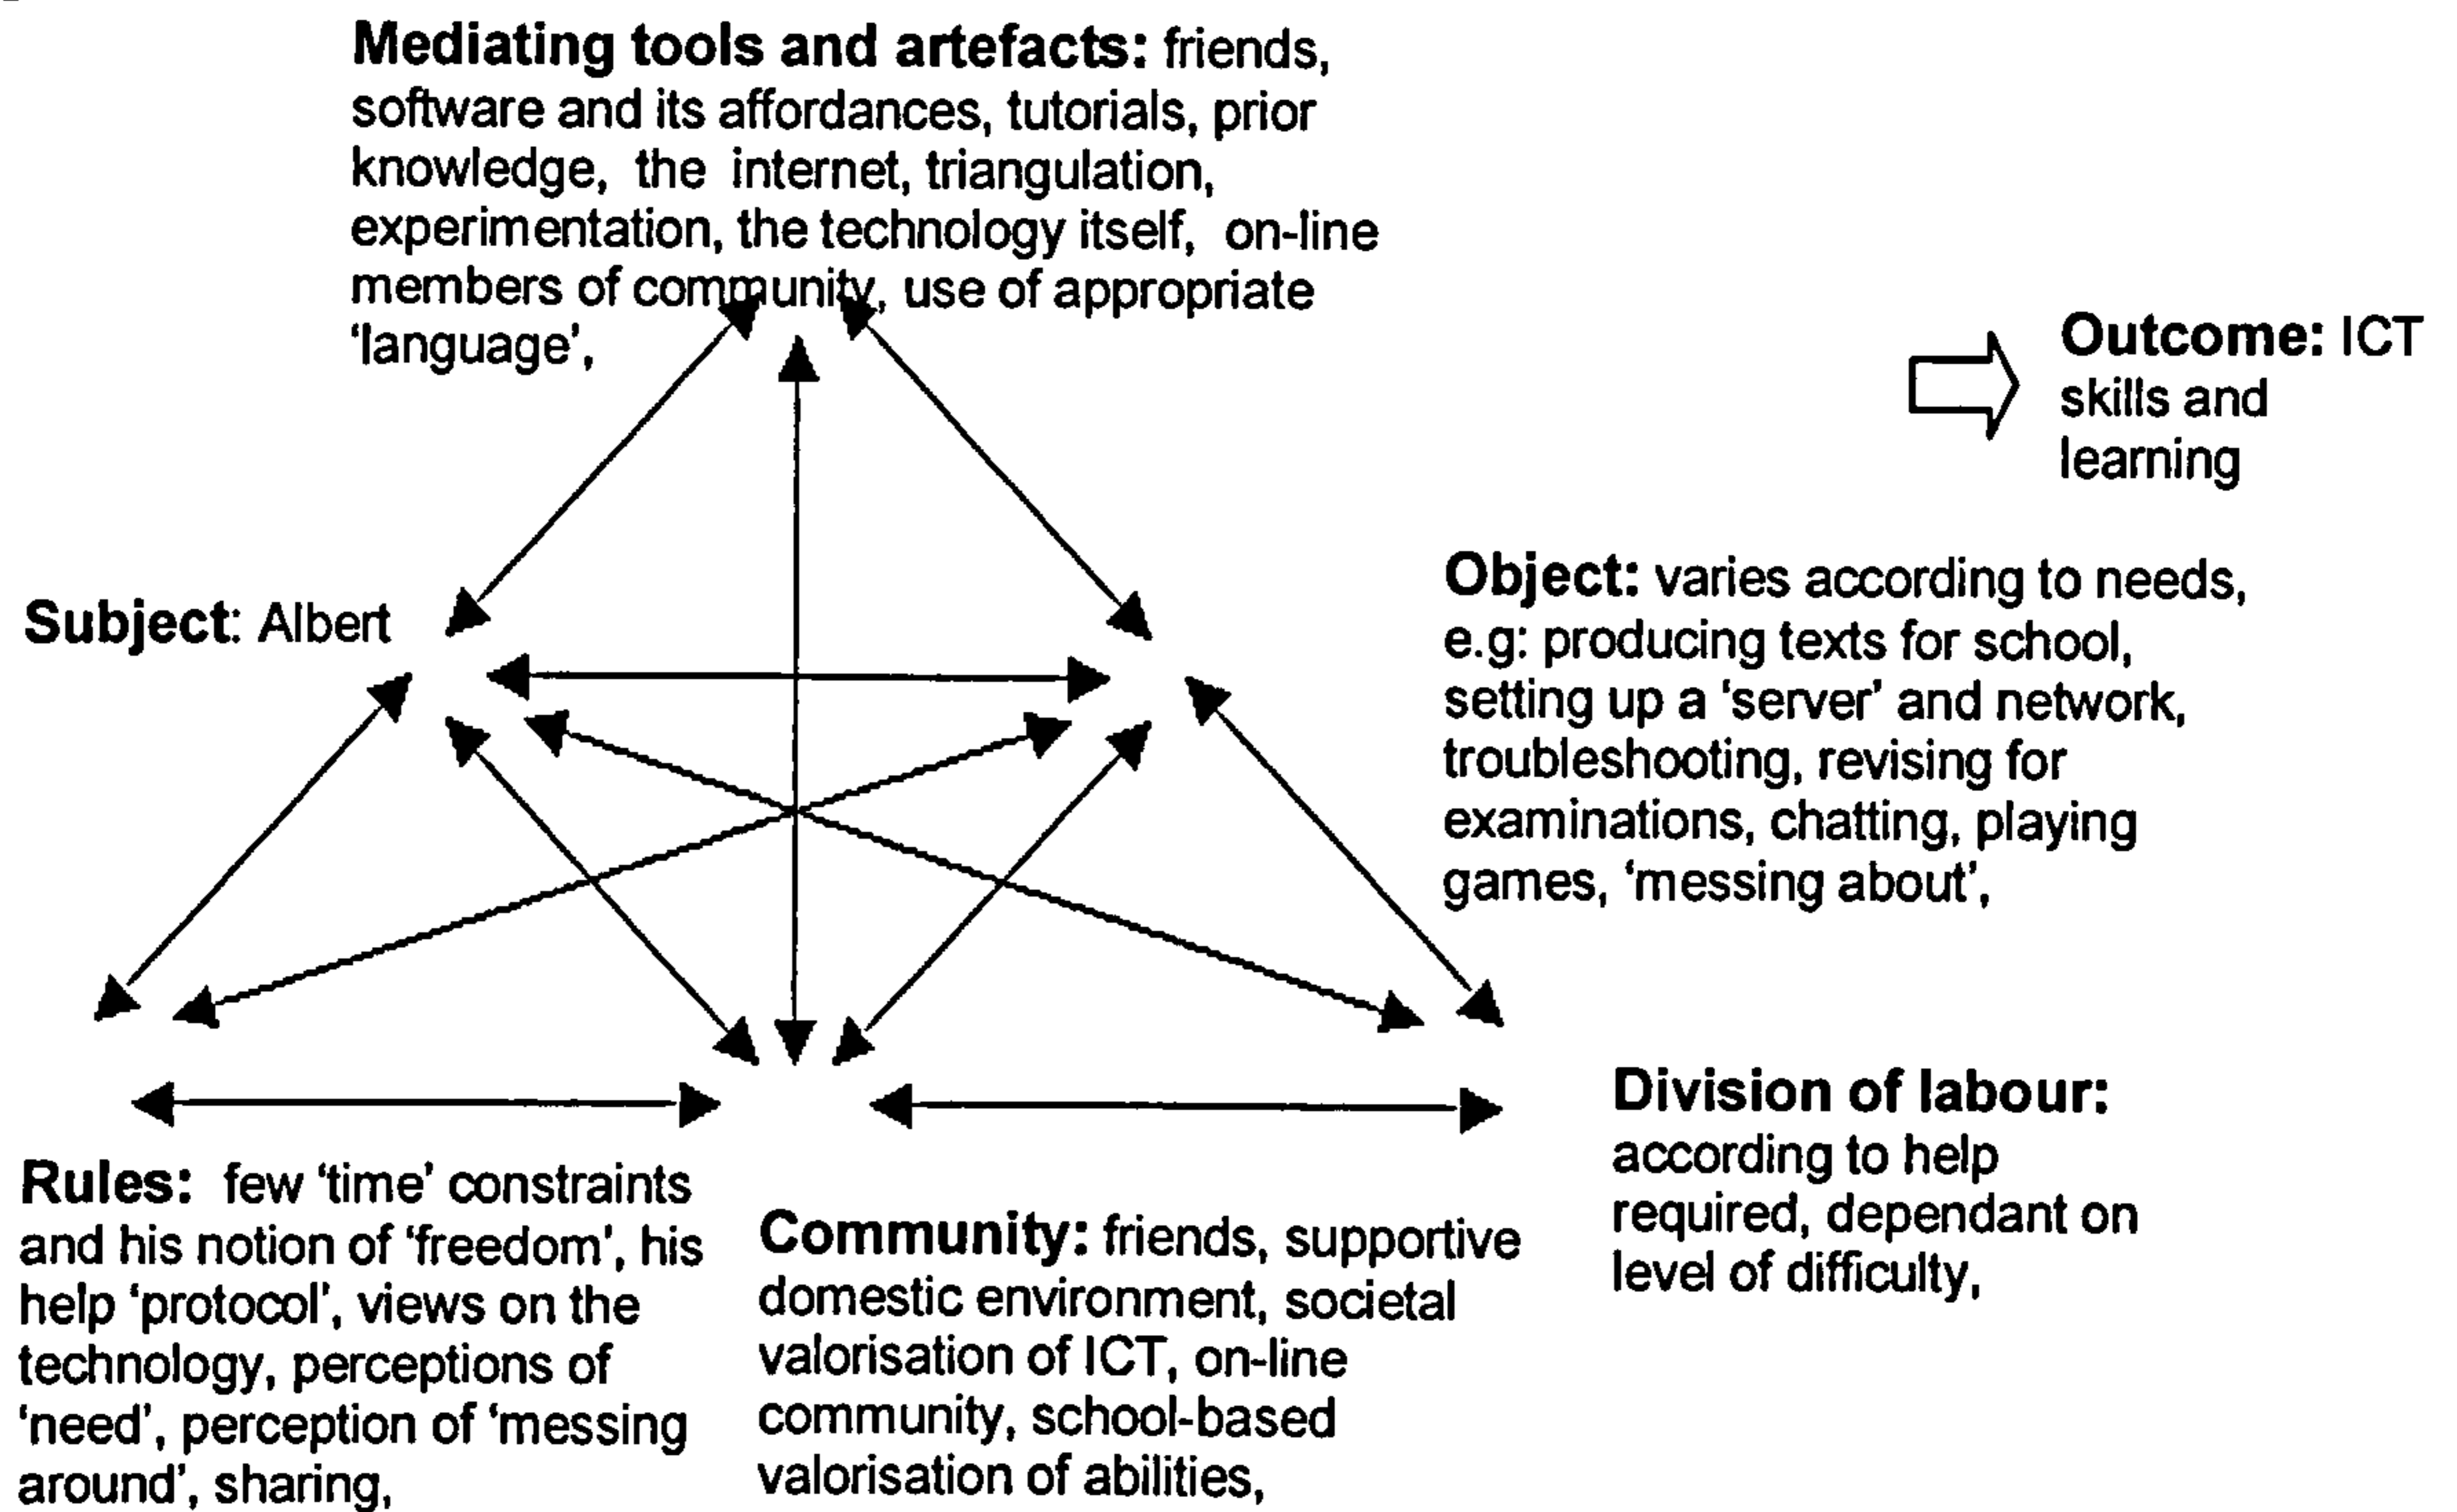 Mediating tools and artefacts: friends,
software and its affordances, tutorials, prior
knowledge, the internet, triangulation,
experimentation, the technology itself, on-line
members of community, use of appropriate
‘language’,
Outcome: ICT
skills and
learning
Subject: Albert
Object: varies according to needs,
e.g: producing texts for school,
setting up a ‘server’ and network,
troubleshooting, revising for
examinations, chatting, playing
games, ‘messing about’,
Rules: few ‘time’ constraints
and his notion of ‘freedom’, his
help ‘protocol’, views on the
technology, perceptions of
‘need’, perception of ‘messing
around’, sharing,
Community: friends, supportive
domestic environment, societal
valorisation of ICT, on-line
community, school-based
valorisation of abilities,
Division of labour:
according to help
required, dependant on
level of difficulty,